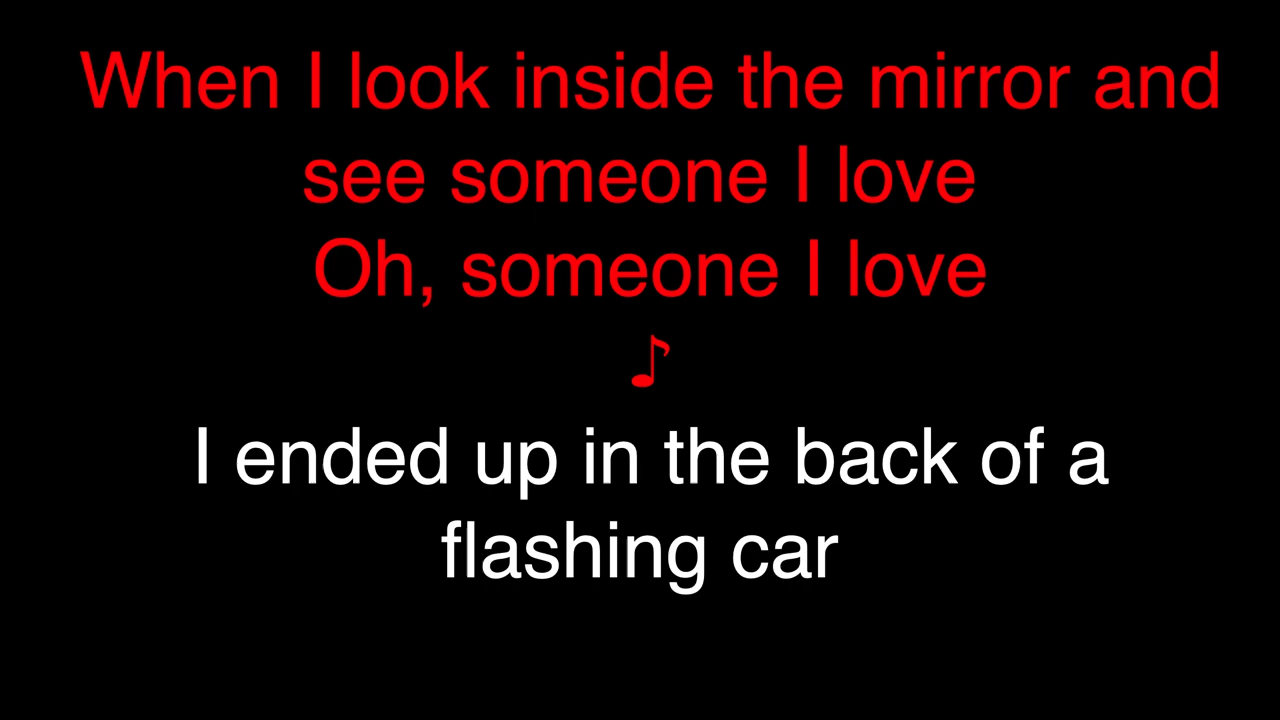 When I look inside the mirror and
see someone I love
Oh, someone I love
♪
I ended up in the back of a
flashing car